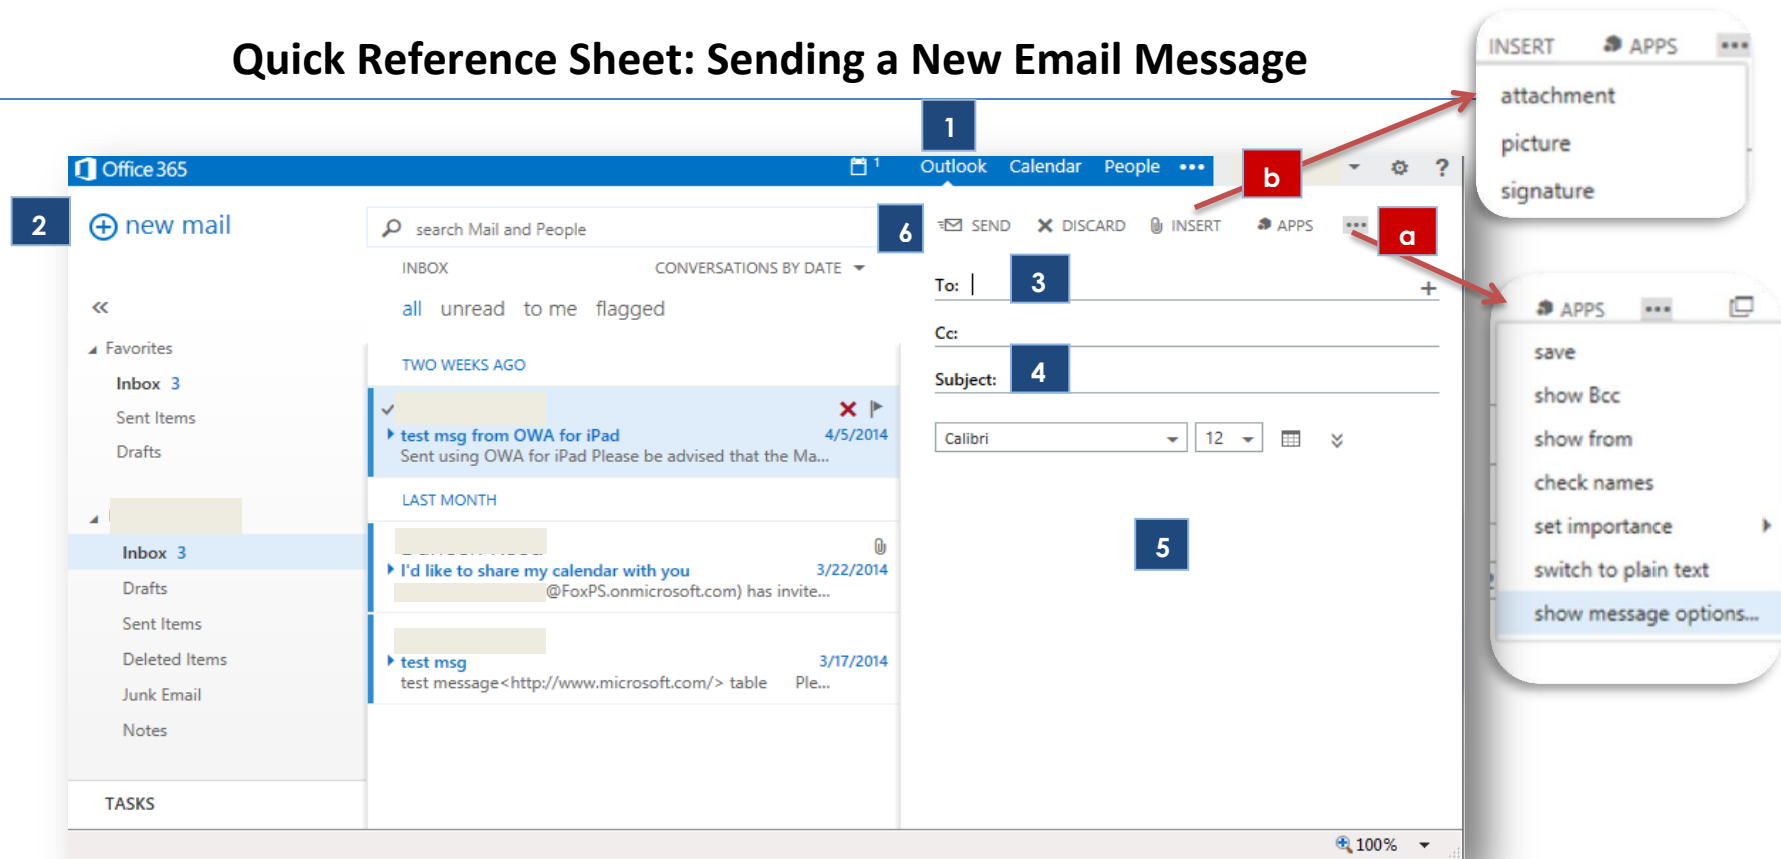 Quick Reference Sheet: Sending a New Email Message
INSERT APPS •••
attachment
picture
signature
1
Office 365
1
Outlook Calendar People •••
b
?
2
new mail
search Mail and People
6
SEND DISCARD INSERT APPS •••
a
INBOX CONVERSATIONS BY DATE
all unread to me flagged
To:
3
+
Cc:
Subject:
4
Calibri 12
5
«
Favorites
Inbox 3
Sent Items
Drafts
Inbox 3
Drafts
Sent Items
Deleted Items
Junk Email
Notes
TASKS
TWO WEEKS AGO
test msg from OWA for iPad 4/5/2014
Sent using OWA for iPad Please be advised that the Ma...
LAST MONTH
I'd like to share my calendar with you 3/22/2014
@FoxPS.onmicrosoft.com) has invite...
test msg 3/17/2014
test message<http://www.microsoft.com/> table Ple...
APPS •••
save
show Bcc
show from
check names
set importance
switch to plain text
show message options...
100%